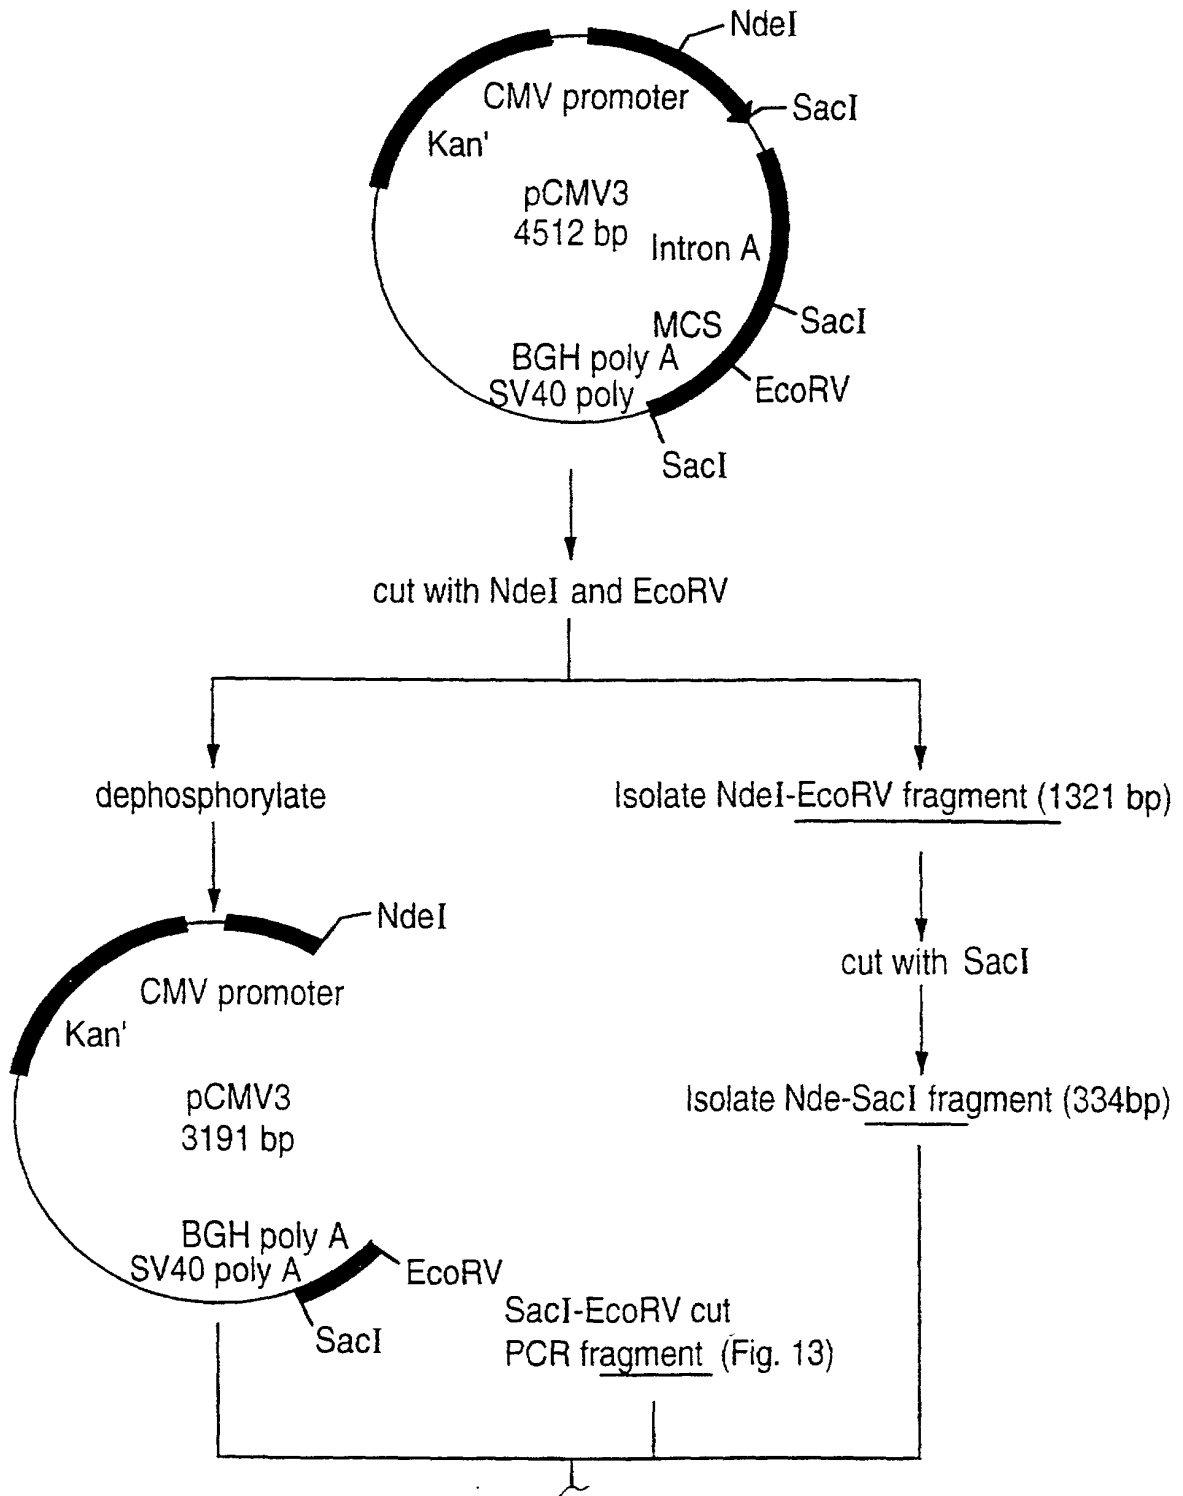 NdeI
CMV promoter
SacI
Kan'
pCMV3
4512 bp
Intron A
MCS
SacI
BGH poly A
SV40 poly
EcoRV
SacI
cut with NdeI and EcoRV
dephosphorylate
Isolate NdeI-EcoRV fragment (1321 bp)
NdeI
cut with SacI
CMV promoter
Kan'
pCMV3
3191 bp
Isolate Nde-SacI fragment (334bp)
BGH poly A
SV40 poly A
EcoRV
SacI
SacI-EcoRV cut
PCR fragment (Fig. 13)